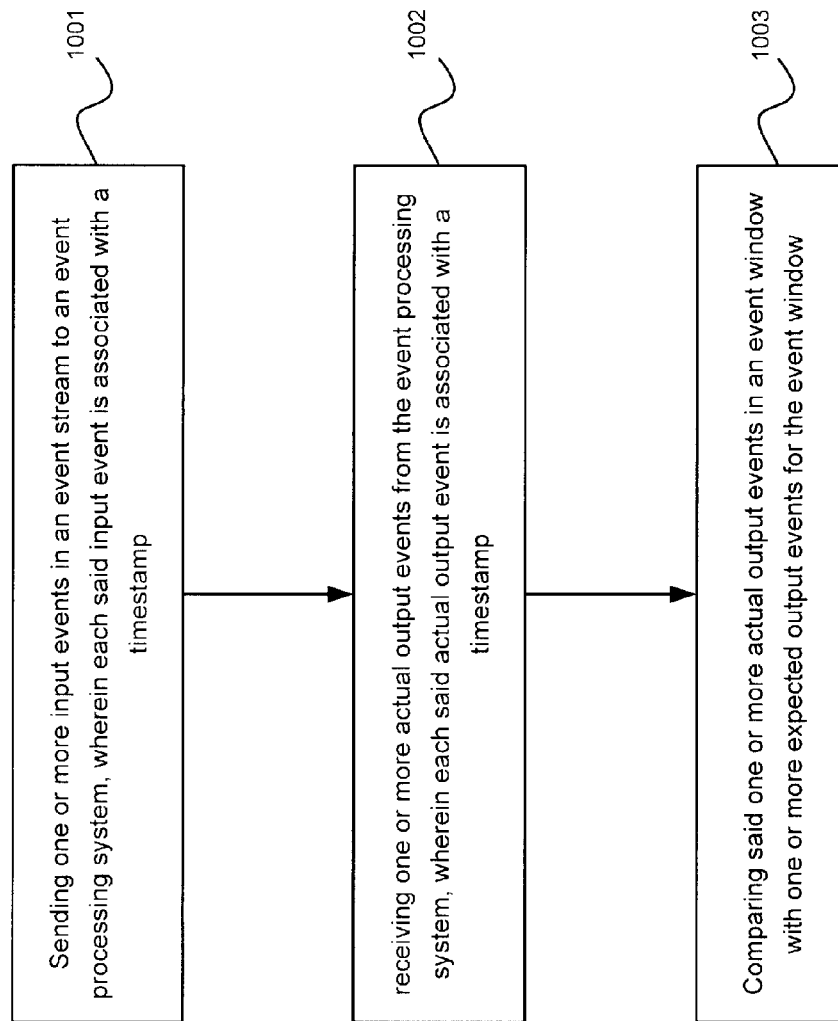 Sending one or more input events in an event stream to an event
processing system, wherein each said input event is associated with a
timestamp
1001
receiving one or more actual output events from the event processing
system, wherein each said actual output event is associated with a
timestamp
1002
Comparing said one or more actual output events in an event window
with one or more expected output events for the event window
1003